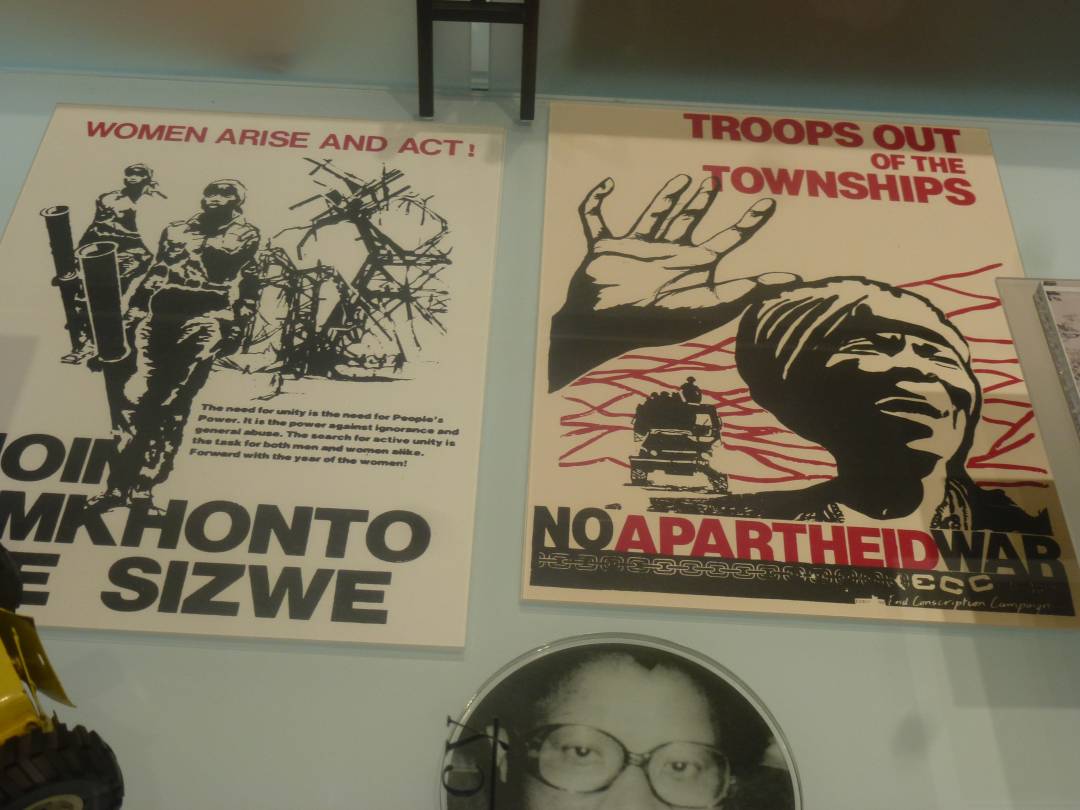 WOMEN ARISE AND ACT!
The need for unity is the need for People's
Power. It is the power against ignorance and
general abuse. The search for active unity is
the task for both men and women alike.
Forward with the year of the women!
OIN
MKHONTO
E SIZWE
TROOPS OUT
OF THE
TOWNSHIPS
NO APARTHEID WAR
ECC
End Conscription Campaign